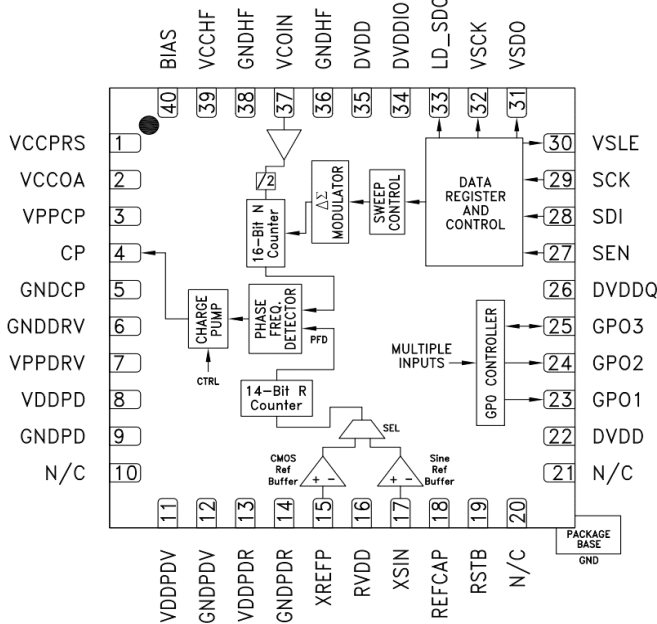 BIAS
VCCHF
GNDHF
VCOIN
GNDHF
DVDD
DVDDIO
LD_SDO
VSCK
VSDO
40
39
38
37
36
35
34
33
32
31
VCCPRS 1
VCCOA 2
VPPCP 3
CP 4
GNDCP 5
GNDDRV 6
VPPDRV 7
VDDPD 8
GNDPD 9
N/C 10
30 VSLE
29 SCK
28 SDI
27 SEN
26 DVDDQ
25 GPO3
24 GPO2
23 GPO1
22 DVDD
21 N/C
/2
16-Bit N
Counter
ΔΣ
MODULATOR
SWEEP
CONTROL
DATA
REGISTER
AND
CONTROL
CHARGE
PUMP
CTRL
PHASE
FREQ.
DETECTOR
PFD
MULTIPLE
INPUTS
GPO CONTROLLER
14-Bit R
Counter
SEL
CMOS
Ref
Buffer
+ −
Sine
Ref
Buffer
+ −
11
12
13
14
15
16
17
18
19
20
VDDPDV
GNDPDV
VDDPDR
GNDPDR
XREFP
RVDD
XSIN
REFCAP
RSTB
N/C
PACKAGE
BASE
GND